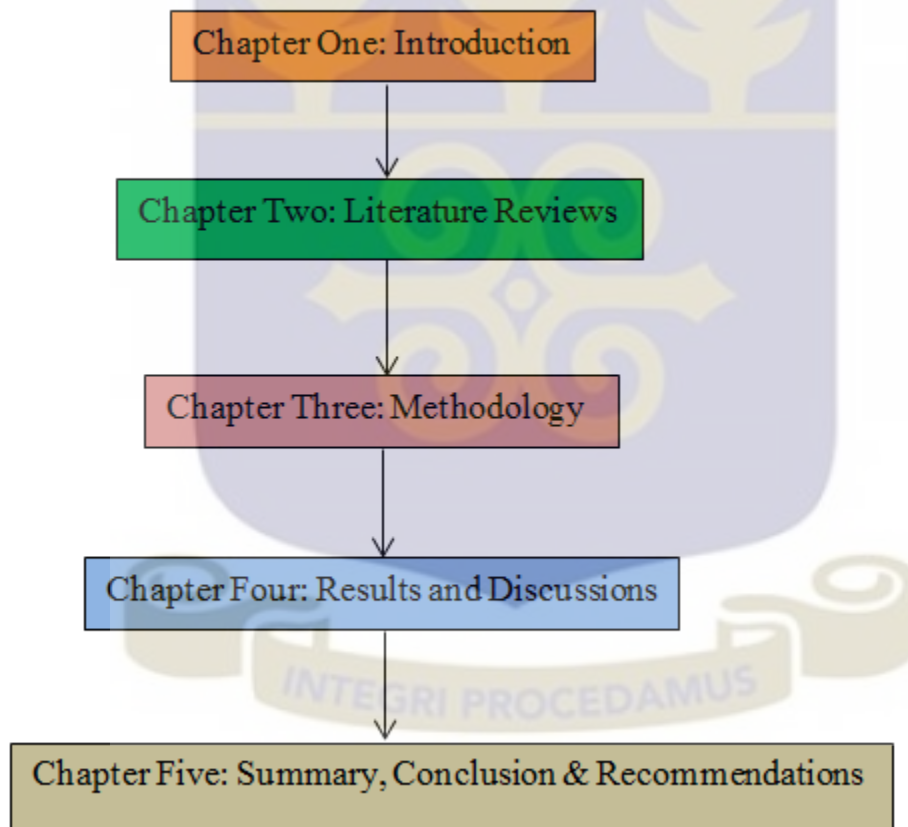 Chapter One: Introduction
Chapter Two: Literature Reviews
Chapter Three: Methodology
Chapter Four: Results and Discussions
INTEGRI PROCEDAMUS
Chapter Five: Summary, Conclusion & Recommendations